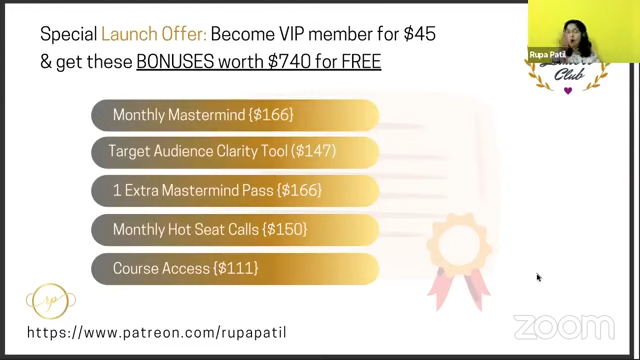 Special Launch Offer: Become VIP member for $45
& get these BONUSES worth $740 for FREE
Rupa Patil
Club
Monthly Mastermind {$166}
Target Audience Clarity Tool ($147)
1 Extra Mastermind Pass {$166}
Monthly Hot Seat Calls {$150}
Course Access {$111}
rp
https://www.patreon.com/rupapatil
zoom